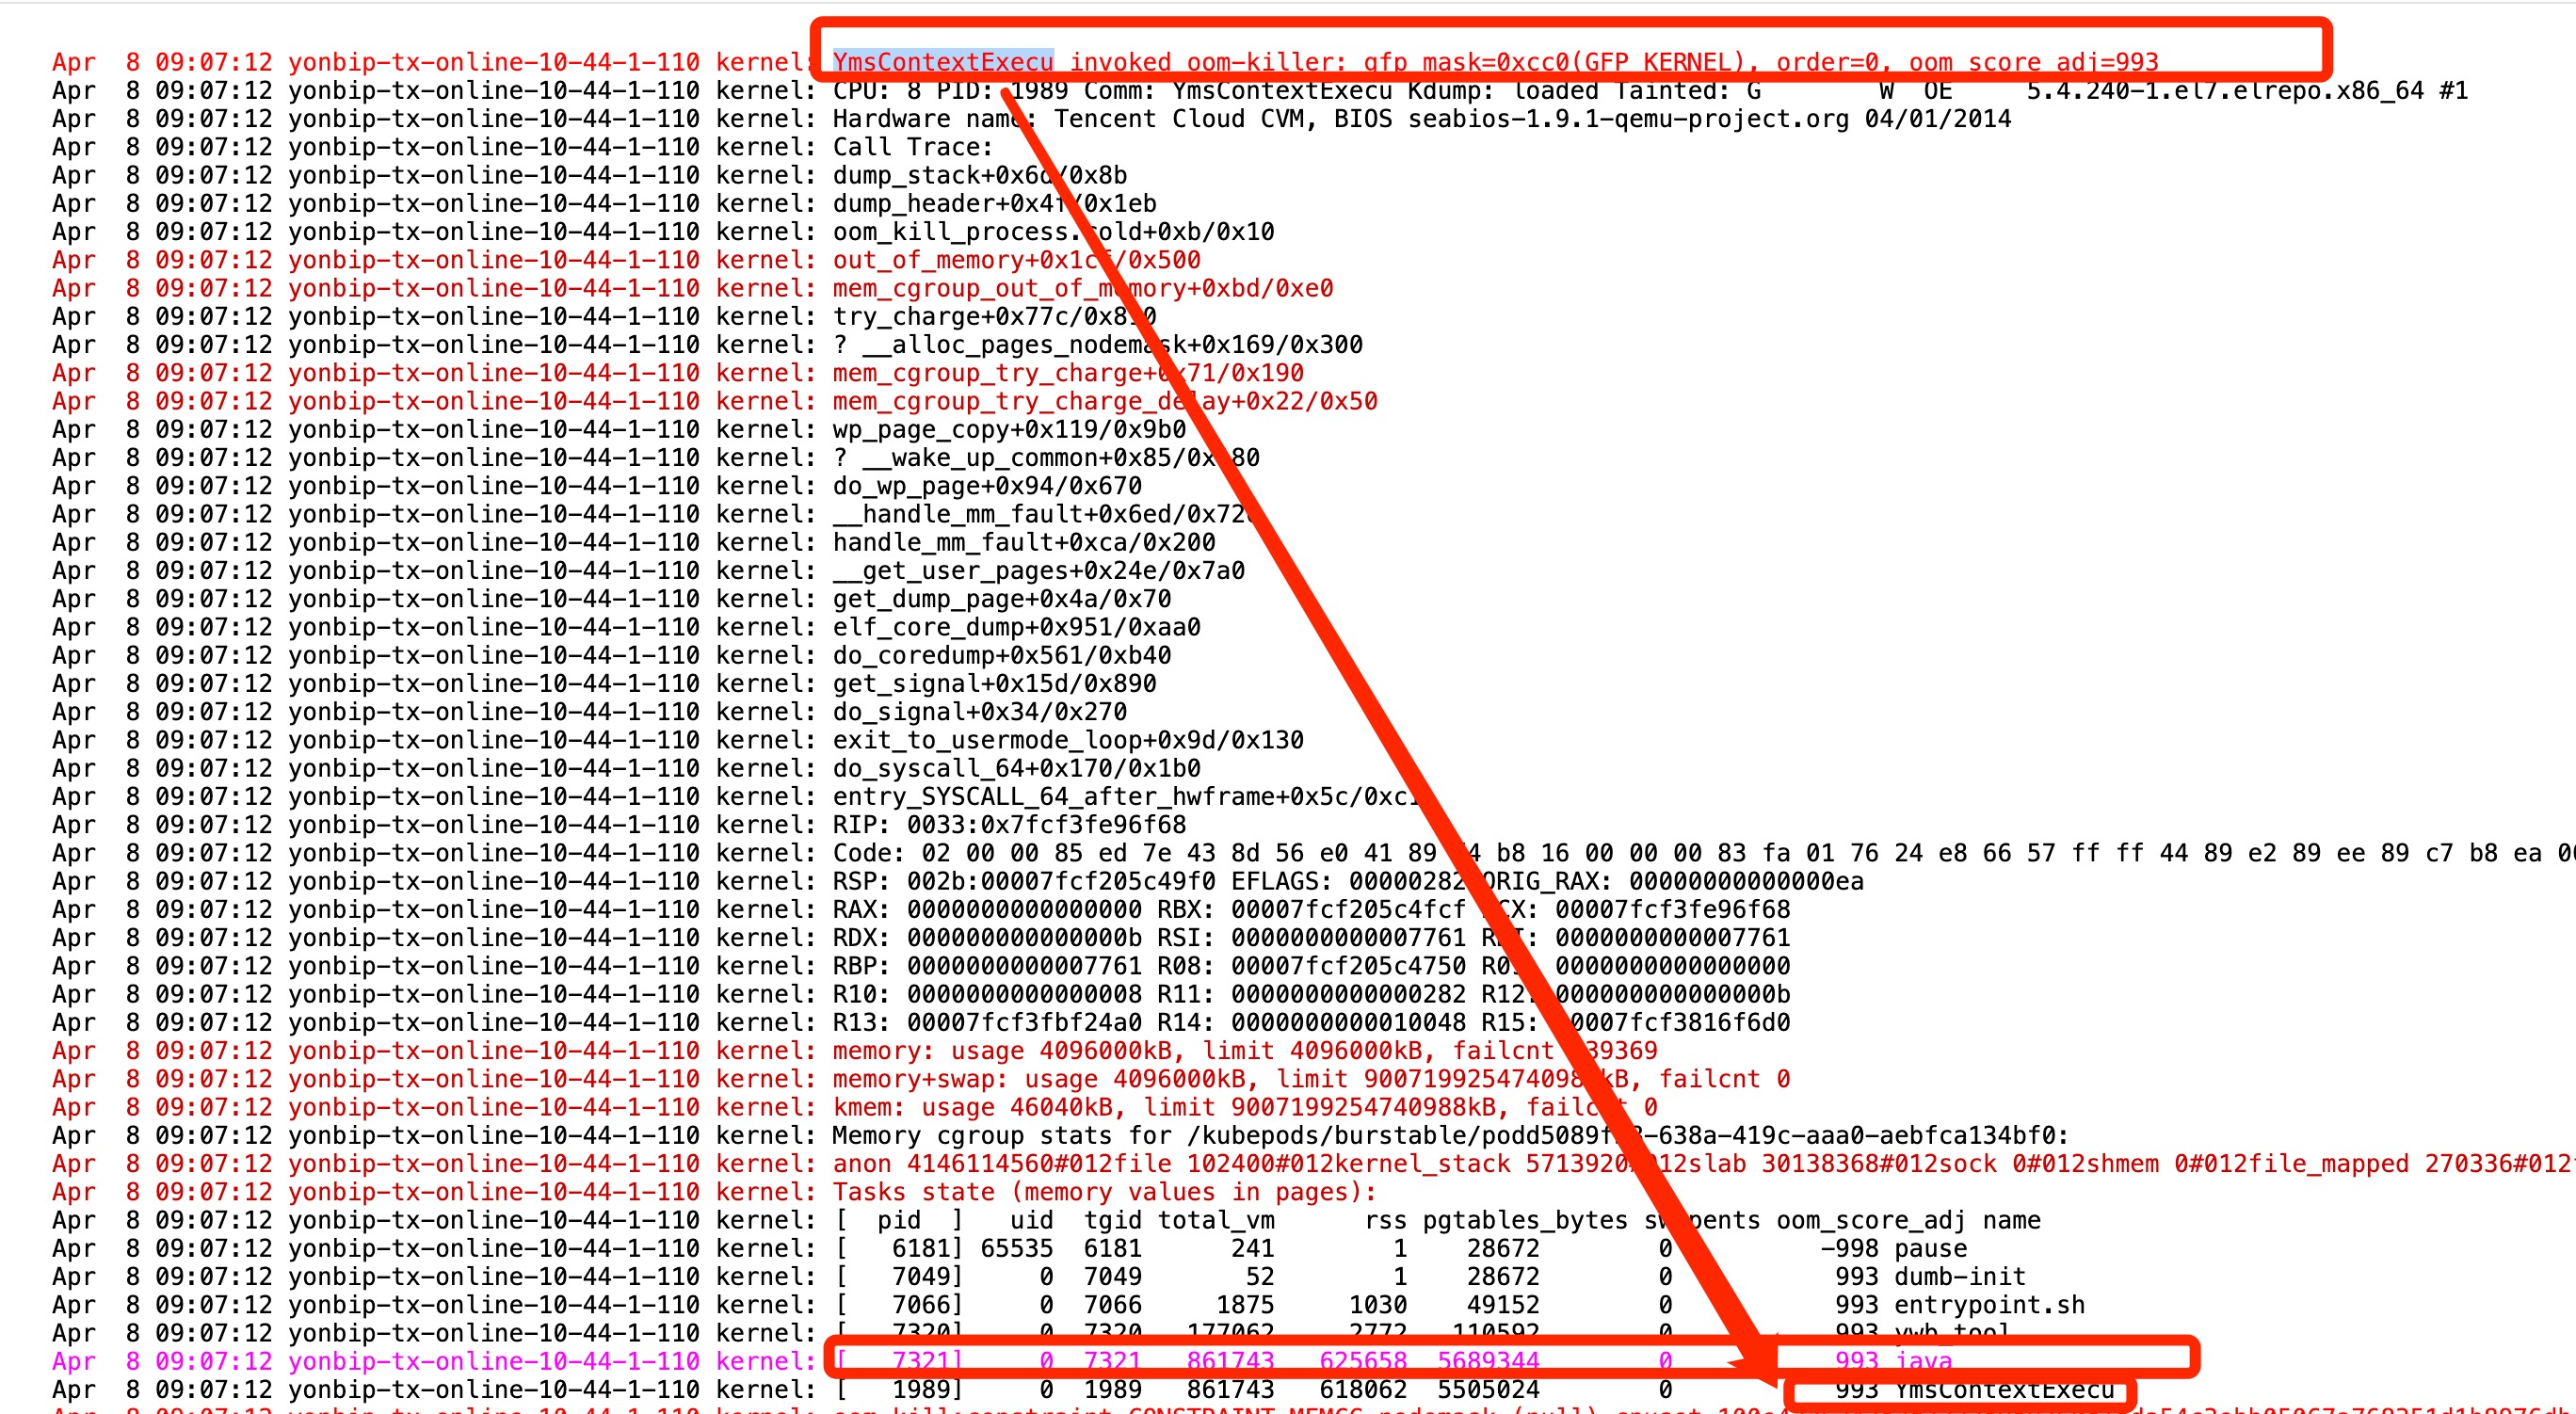 Apr  8 09:07:12 yonbip-tx-online-10-44-1-110 kernel: YmsContextExecu invoked oom-killer: gfp_mask=0xcc0(GFP_KERNEL), order=0, oom_score_adj=993
Apr  8 09:07:12 yonbip-tx-online-10-44-1-110 kernel: CPU: 8 PID: 1989 Comm: YmsContextExecu Kdump: loaded Tainted: G        W  OE     5.4.240-1.el7.elrepo.x86_64 #1
Apr  8 09:07:12 yonbip-tx-online-10-44-1-110 kernel: Hardware name: Tencent Cloud CVM, BIOS seabios-1.9.1-qemu-project.org 04/01/2014
Apr  8 09:07:12 yonbip-tx-online-10-44-1-110 kernel: Call Trace:
Apr  8 09:07:12 yonbip-tx-online-10-44-1-110 kernel: dump_stack+0x6d/0x8b
Apr  8 09:07:12 yonbip-tx-online-10-44-1-110 kernel: dump_header+0x4f/0x1eb
Apr  8 09:07:12 yonbip-tx-online-10-44-1-110 kernel: oom_kill_process.cold+0xb/0x10
Apr  8 09:07:12 yonbip-tx-online-10-44-1-110 kernel: out_of_memory+0x1cf/0x500
Apr  8 09:07:12 yonbip-tx-online-10-44-1-110 kernel: mem_cgroup_out_of_memory+0xbd/0xe0
Apr  8 09:07:12 yonbip-tx-online-10-44-1-110 kernel: try_charge+0x77c/0x810
Apr  8 09:07:12 yonbip-tx-online-10-44-1-110 kernel: ? __alloc_pages_nodemask+0x169/0x300
Apr  8 09:07:12 yonbip-tx-online-10-44-1-110 kernel: mem_cgroup_try_charge+0x71/0x190
Apr  8 09:07:12 yonbip-tx-online-10-44-1-110 kernel: mem_cgroup_try_charge_delay+0x22/0x50
Apr  8 09:07:12 yonbip-tx-online-10-44-1-110 kernel: wp_page_copy+0x119/0x9b0
Apr  8 09:07:12 yonbip-tx-online-10-44-1-110 kernel: ? __wake_up_common+0x85/0x180
Apr  8 09:07:12 yonbip-tx-online-10-44-1-110 kernel: do_wp_page+0x94/0x670
Apr  8 09:07:12 yonbip-tx-online-10-44-1-110 kernel: __handle_mm_fault+0x6ed/0x72
Apr  8 09:07:12 yonbip-tx-online-10-44-1-110 kernel: handle_mm_fault+0xca/0x200
Apr  8 09:07:12 yonbip-tx-online-10-44-1-110 kernel: __get_user_pages+0x24e/0x7a0
Apr  8 09:07:12 yonbip-tx-online-10-44-1-110 kernel: get_dump_page+0x4a/0x70
Apr  8 09:07:12 yonbip-tx-online-10-44-1-110 kernel: elf_core_dump+0x951/0xaa0
Apr  8 09:07:12 yonbip-tx-online-10-44-1-110 kernel: do_coredump+0x561/0xb40
Apr  8 09:07:12 yonbip-tx-online-10-44-1-110 kernel: get_signal+0x15d/0x890
Apr  8 09:07:12 yonbip-tx-online-10-44-1-110 kernel: do_signal+0x34/0x270
Apr  8 09:07:12 yonbip-tx-online-10-44-1-110 kernel: exit_to_usermode_loop+0x9d/0x130
Apr  8 09:07:12 yonbip-tx-online-10-44-1-110 kernel: do_syscall_64+0x170/0x1b0
Apr  8 09:07:12 yonbip-tx-online-10-44-1-110 kernel: entry_SYSCALL_64_after_hwframe+0x5c/0xc1
Apr  8 09:07:12 yonbip-tx-online-10-44-1-110 kernel: RIP: 0033:0x7fcf3fe96f68
Apr  8 09:07:12 yonbip-tx-online-10-44-1-110 kernel: Code: 02 00 00 85 ed 7e 43 8d 56 e0 41 89 b8 16 00 00 00 83 fa 01 76 24 e8 66 57 ff ff 44 89 e2 89 ee 89 c7 b8 ea
Apr  8 09:07:12 yonbip-tx-online-10-44-1-110 kernel: RSP: 002b:00007fcf205c49f0 EFLAGS: 00000282 ORIG_RAX: 00000000000000ea
Apr  8 09:07:12 yonbip-tx-online-10-44-1-110 kernel: RAX: 0000000000000000 RBX: 00007fcf205c4fcf RCX: 00007fcf3fe96f68
Apr  8 09:07:12 yonbip-tx-online-10-44-1-110 kernel: RDX: 000000000000000b RSI: 0000000000007761 RDI: 0000000000007761
Apr  8 09:07:12 yonbip-tx-online-10-44-1-110 kernel: RBP: 0000000000007761 R08: 00007fcf205c4750 R09: 0000000000000000
Apr  8 09:07:12 yonbip-tx-online-10-44-1-110 kernel: R10: 0000000000000008 R11: 0000000000000282 R12: 000000000000000b
Apr  8 09:07:12 yonbip-tx-online-10-44-1-110 kernel: R13: 00007fcf3fbf24a0 R14: 0000000000010048 R15: 00007fcf3816f6d0
Apr  8 09:07:12 yonbip-tx-online-10-44-1-110 kernel: memory: usage 4096000kB, limit 4096000kB, failcnt
Apr  8 09:07:12 yonbip-tx-online-10-44-1-110 kernel: memory+swap: usage 4096000kB, limit 9007199254740988kB, failcnt 0
Apr  8 09:07:12 yonbip-tx-online-10-44-1-110 kernel: kmem: usage 46040kB, limit 9007199254740988kB, failcnt 0
Apr  8 09:07:12 yonbip-tx-online-10-44-1-110 kernel: Memory cgroup stats for
Apr  8 09:07:12 yonbip-tx-online-10-44-1-110 kernel: anon 4146114560#012file 102400#012kernel_stack 5713920#012slab 30138368#012sock 0#012shmem 0#012file_mapped 270336#012
Apr  8 09:07:12 yonbip-tx-online-10-44-1-110 kernel: Tasks state (memory values in pages):
Apr  8 09:07:12 yonbip-tx-online-10-44-1-110 kernel: [  pid  ]   uid  tgid total_vm      rss pgtables_bytes swapents oom_score_adj name
Apr  8 09:07:12 yonbip-tx-online-10-44-1-110 kernel: [   6181] 65535  6181      241        1    28672        0          -998 pause
Apr  8 09:07:12 yonbip-tx-online-10-44-1-110 kernel: [   7049]     0  7049       52        1    28672        0           993 dumb-init
Apr  8 09:07:12 yonbip-tx-online-10-44-1-110 kernel: [   7066]     0  7066     1875     1030    49152        0           993 entrypoint.sh
Apr  8 09:07:12 yonbip-tx-online-10-44-1-110 kernel: [   7320]     0  7320   177062     2772   110592        0           993 ywb_tool
Apr  8 09:07:12 yonbip-tx-online-10-44-1-110 kernel: [   7321]     0  7321   861743   625658  5689344        0           993 java
Apr  8 09:07:12 yonbip-tx-online-10-44-1-110 kernel: [   1989]     0  1989   861743   618062  5505024        0           993 YmsContextExecu